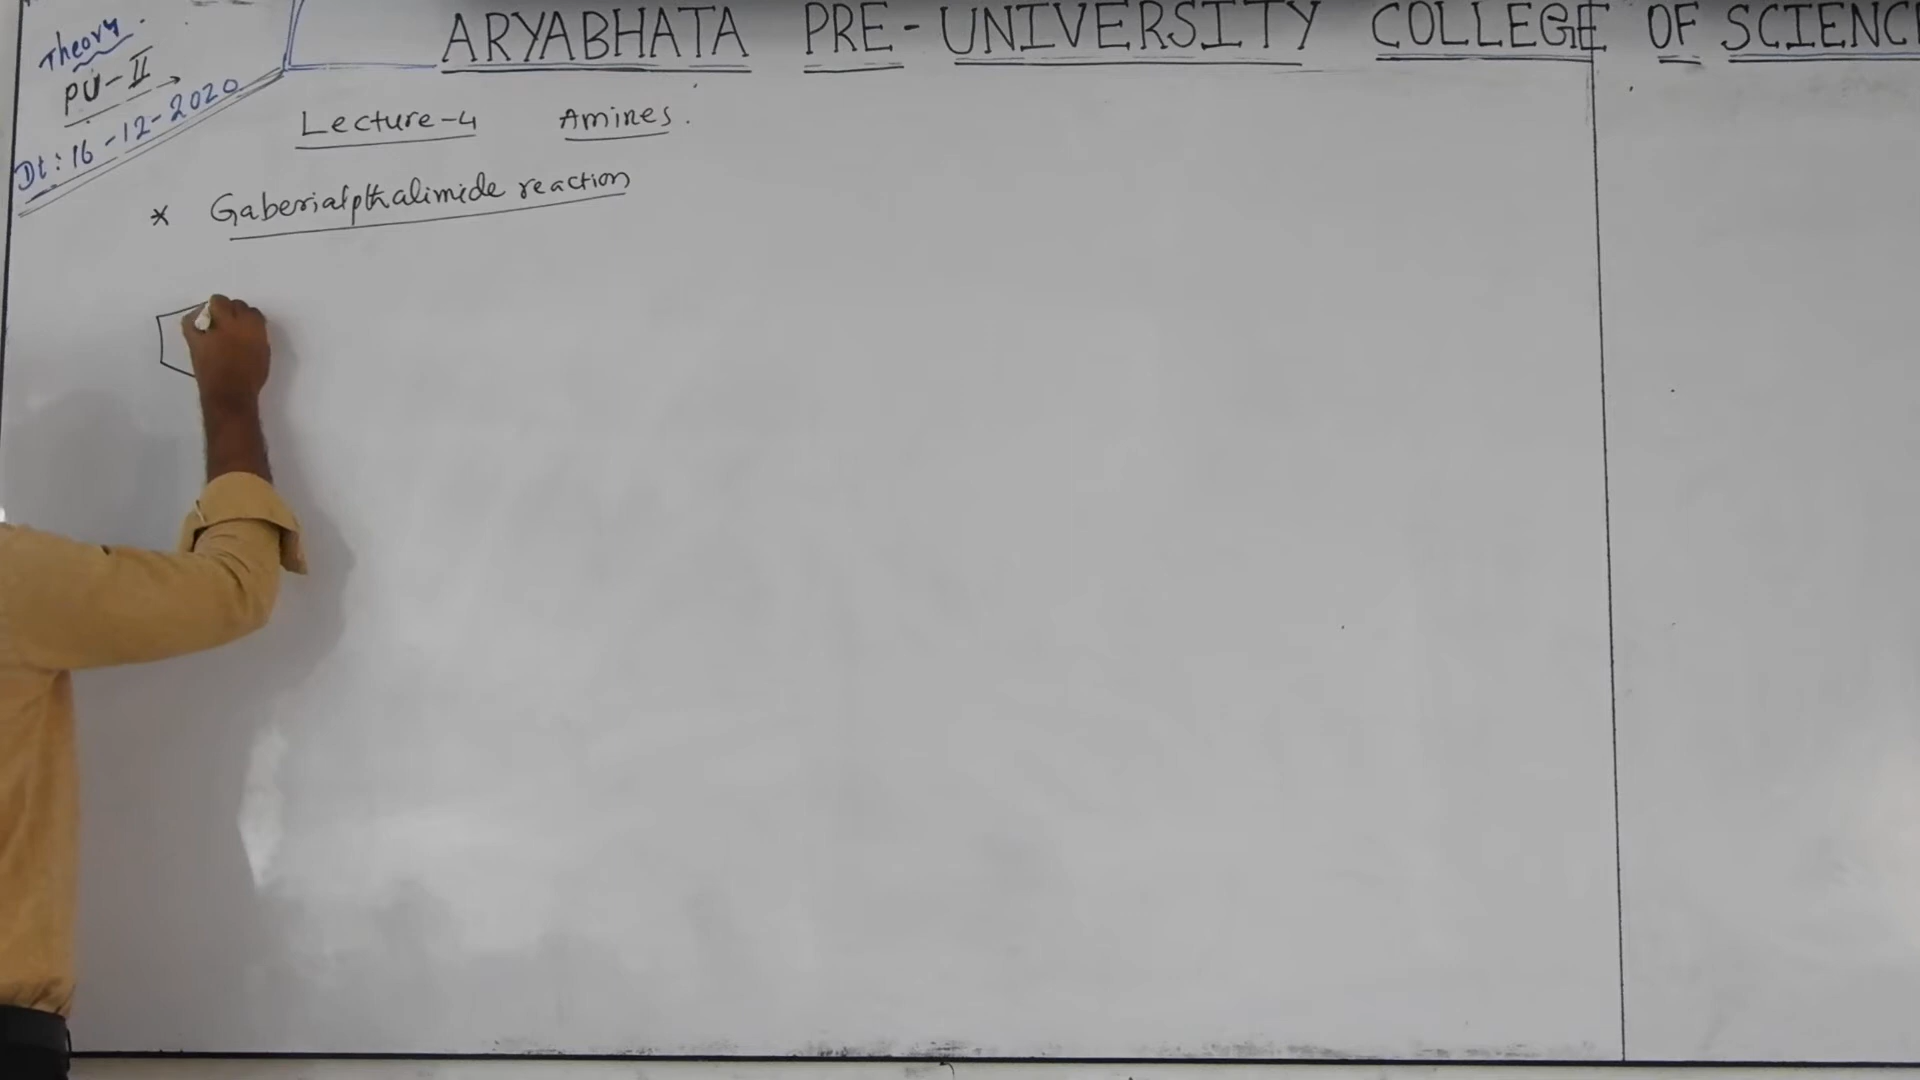 Theory.
PU-II
Dt: 16-12-2020
ARYABHATA PRE-UNIVERSITY COLLEGE OF SCIENC
Lecture-4 Amines.
* Gaberialpthalimide reaction